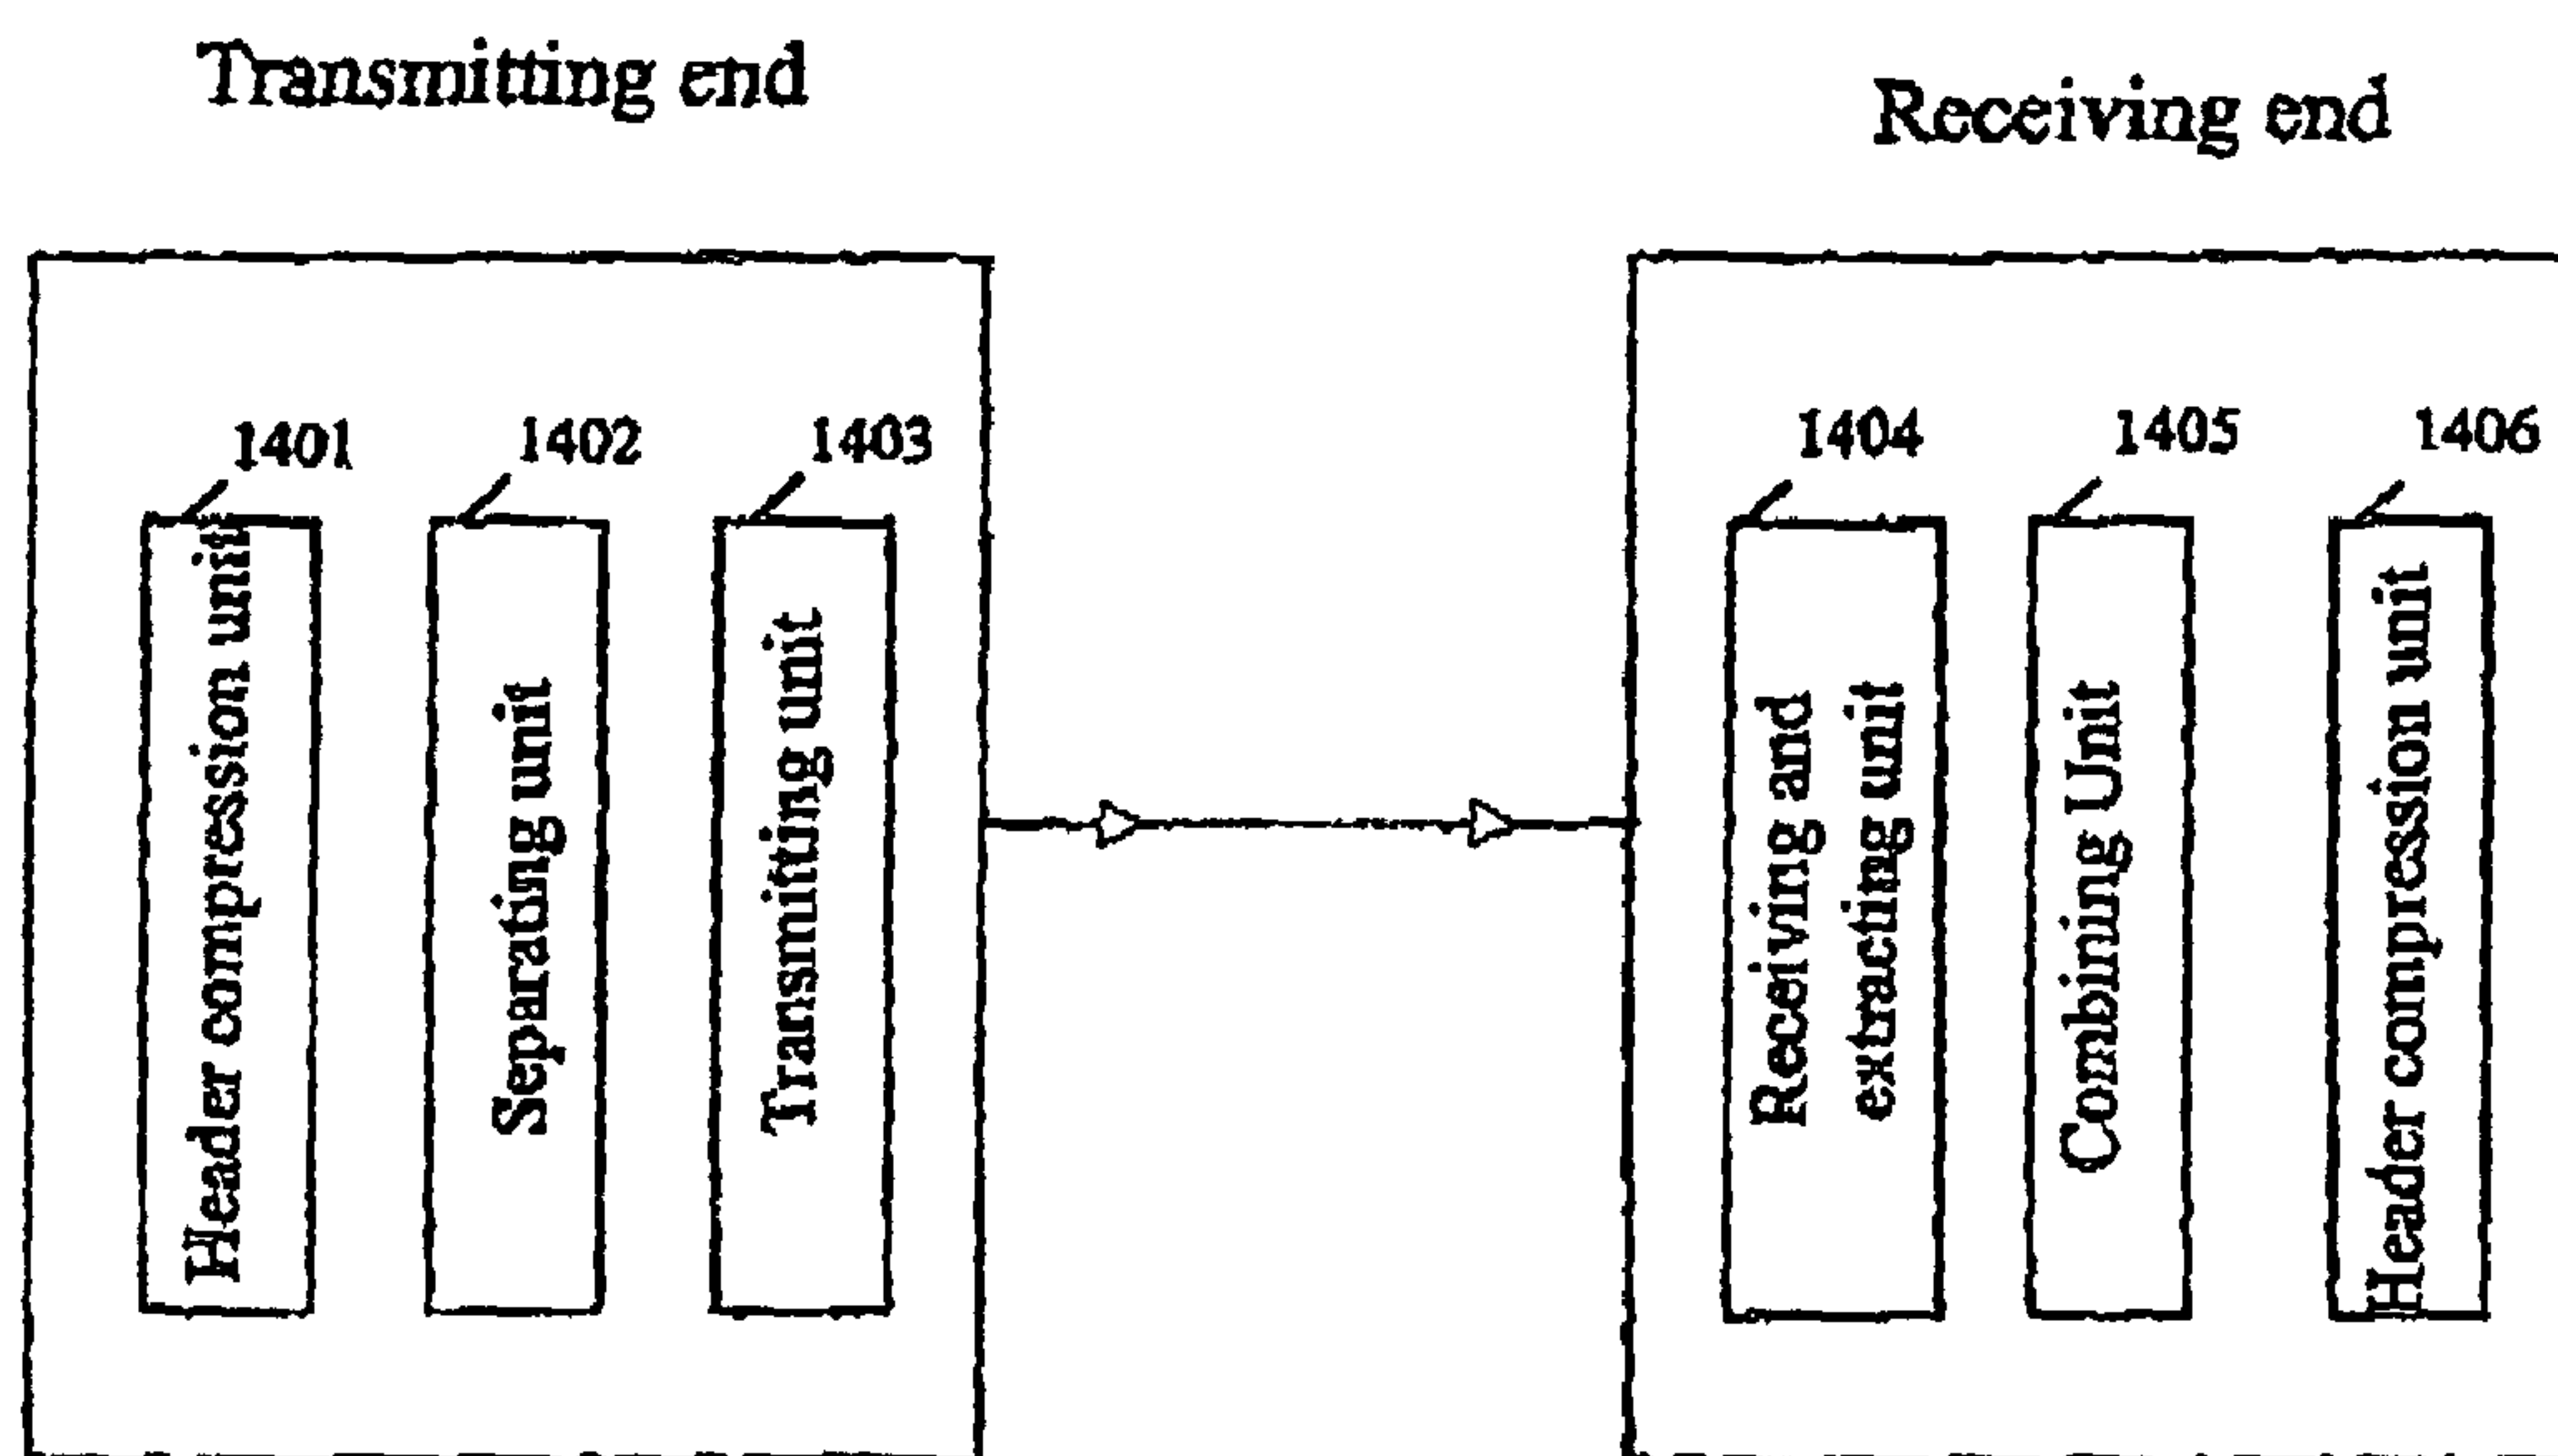 Transmitting end
Receiving end
1401
1402
1403
1404
1405
1406
Header compression unit
Separating unit
Transmiting unit
Receiving and
extracting unit
Combining Unit
Header compression unit